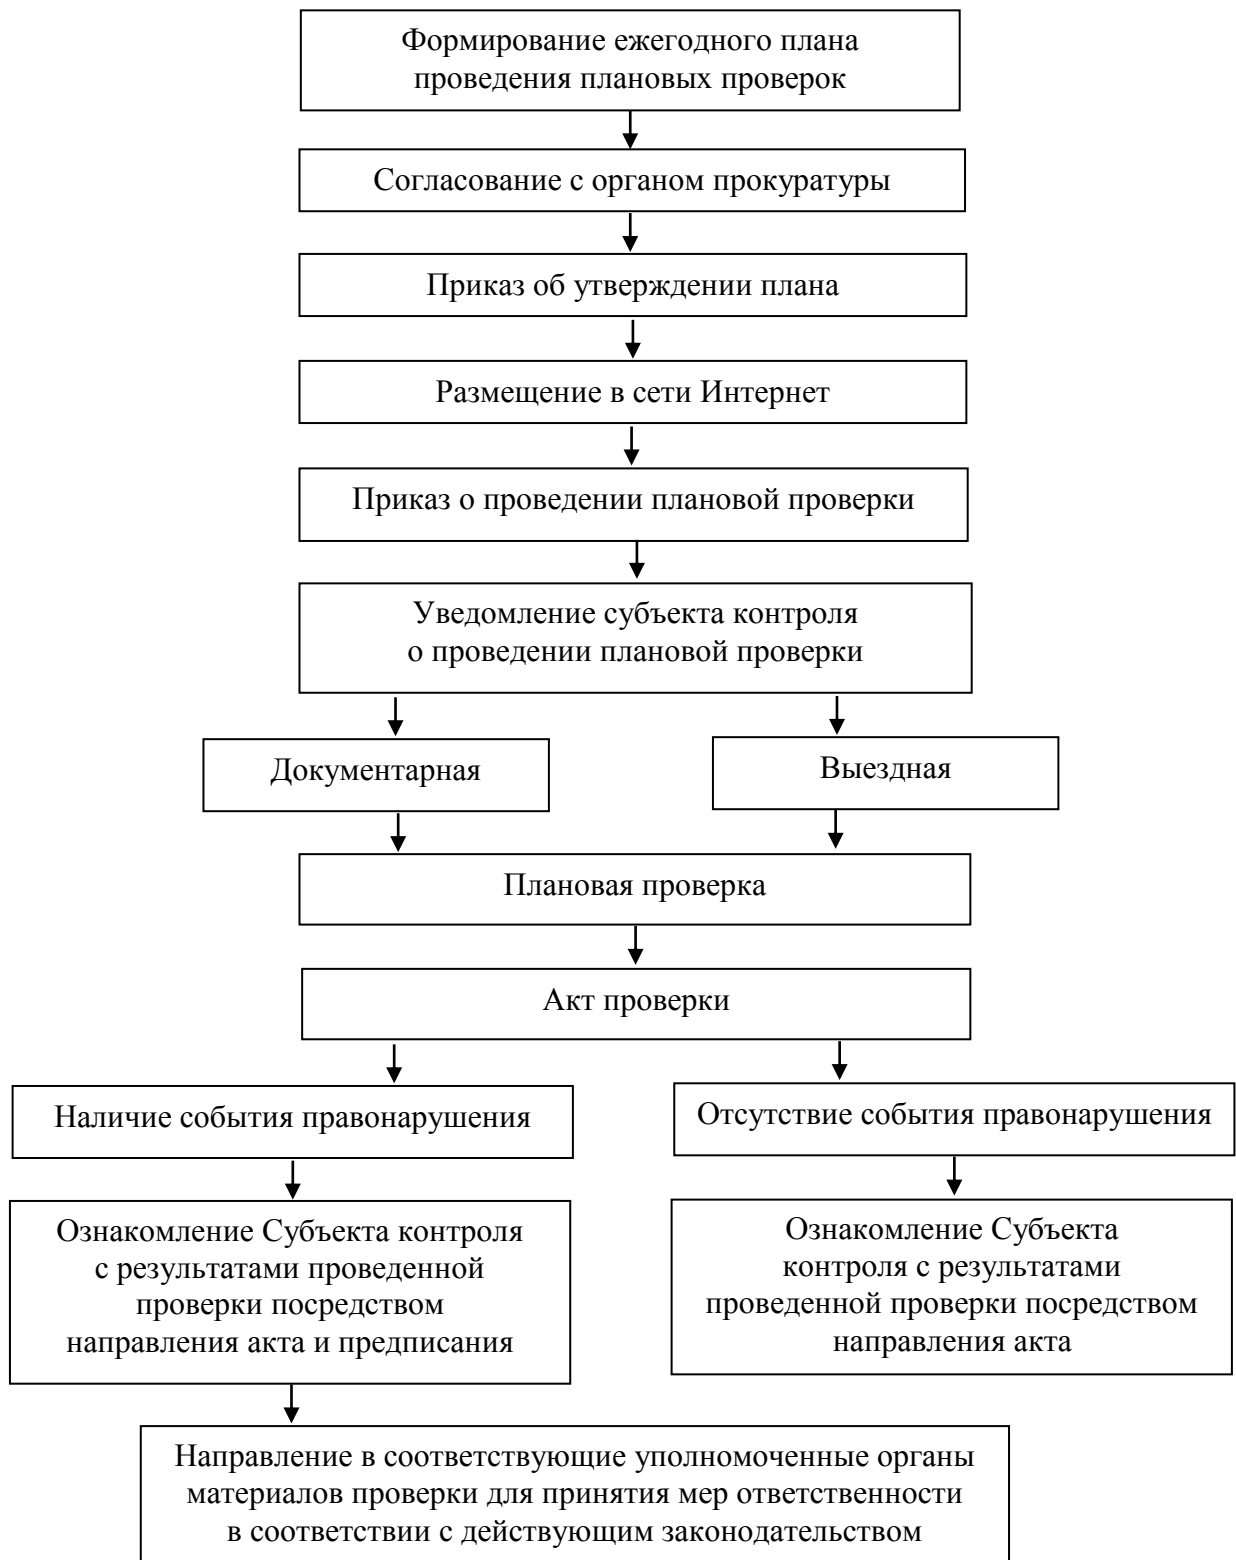 Формирование ежегодного плана
проведения плановых проверок
Согласование с органом прокуратуры
Приказ об утверждении плана
Размещение в сети Интернет
Приказ о проведении плановой проверки
Уведомление субъекта контроля
о проведении плановой проверки
Документарная
Выездная
Плановая проверка
Акт проверки
Наличие события правонарушения
Отсутствие события правонарушения
Ознакомление Субъекта контроля
с результатами проведенной
проверки посредством
направления акта и предписания
Ознакомление Субъекта
контроля с результатами
проведенной проверки посредством
направления акта
Направление в соответствующие уполномоченные органы
материалов проверки для принятия мер ответственности
в соответствии с действующим законодательством